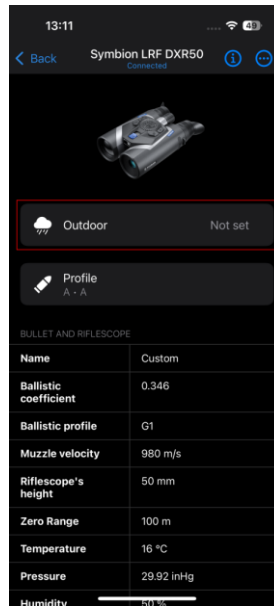 13:11
49
Back
Symbion LRF DXR50
Connected
Outdoor
Not set
Profile
A - A
BULLET AND RIFLESCOPE
Name
Custom
Ballistic
coefficient
0.346
Ballistic profile
G1
Muzzle velocity
980 m/s
Riflescope's
height
50 mm
Zero Range
100 m
Temperature
16 °C
Pressure
29.92 inHg
Humidity
50 %